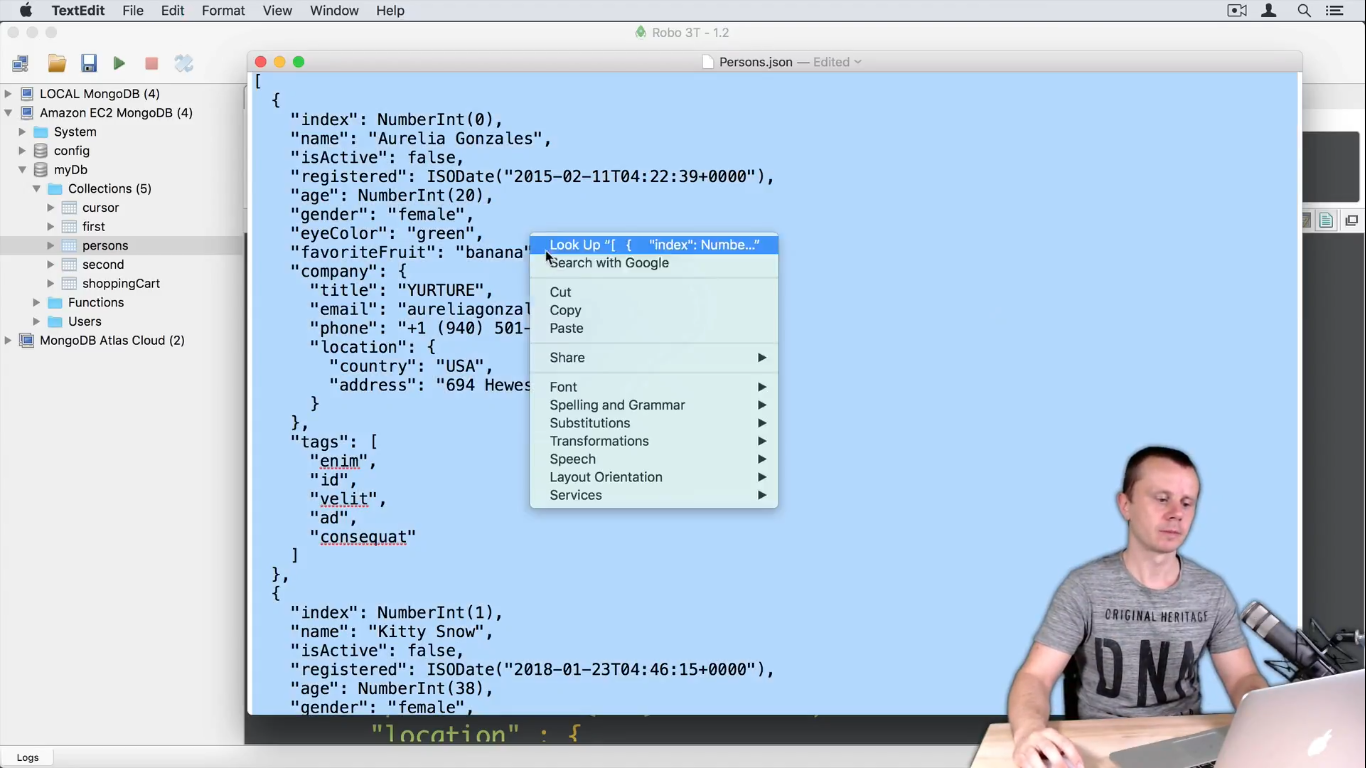 TextEdit File Edit Format View Window Help
Robo 3T - 1.2
Persons.json — Edited
LOCAL MongoDB (4)
Amazon EC2 MongoDB (4)
System
config
myDb
Collections (5)
cursor
first
persons
second
shoppingCart
Functions
Users
MongoDB Atlas Cloud (2)
[
{
"index": NumberInt(0),
"name": "Aurelia Gonzales",
"isActive": false,
"registered": ISODate("2015-02-11T04:22:39+0000"),
"age": NumberInt(20),
"gender": "female",
"eyeColor": "green",
"favoriteFruit": "banana"
"company": {
"title": "YURTURE",
"email": "aureliagonzal
"phone": "+1 (940) 501-
"location": {
"country": "USA",
"address": "694 Hewes
}
},
"tags": [
"enim",
"id",
"velit",
"ad",
"consequat"
]
},
{
"index": NumberInt(1),
"name": "Kitty Snow",
"isActive": false,
"registered": ISODate("2018-01-23T04:46:15+0000"),
"age": NumberInt(38),
"gender": "female",
"location" : {
Look Up "[ { "index": Numbe..."
Search with Google
Cut
Copy
Paste
Share
Font
Spelling and Grammar
Substitutions
Transformations
Speech
Layout Orientation
Services
ORIGINAL HERITAGE
DNA
Logs